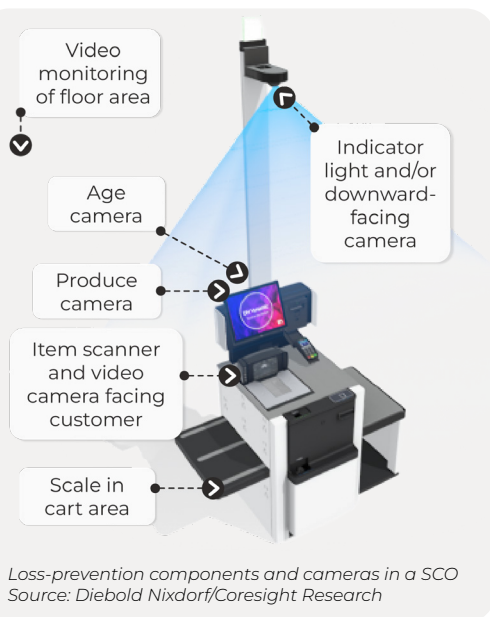 Video
monitoring
of floor area
Indicator
light and/or
downward-
facing
camera
Age
camera
Produce
camera
Item scanner
and video
camera facing
customer
Scale in
cart area
Loss-prevention components and cameras in a SCO
Source: Diebold Nixdorf/Coresight Research